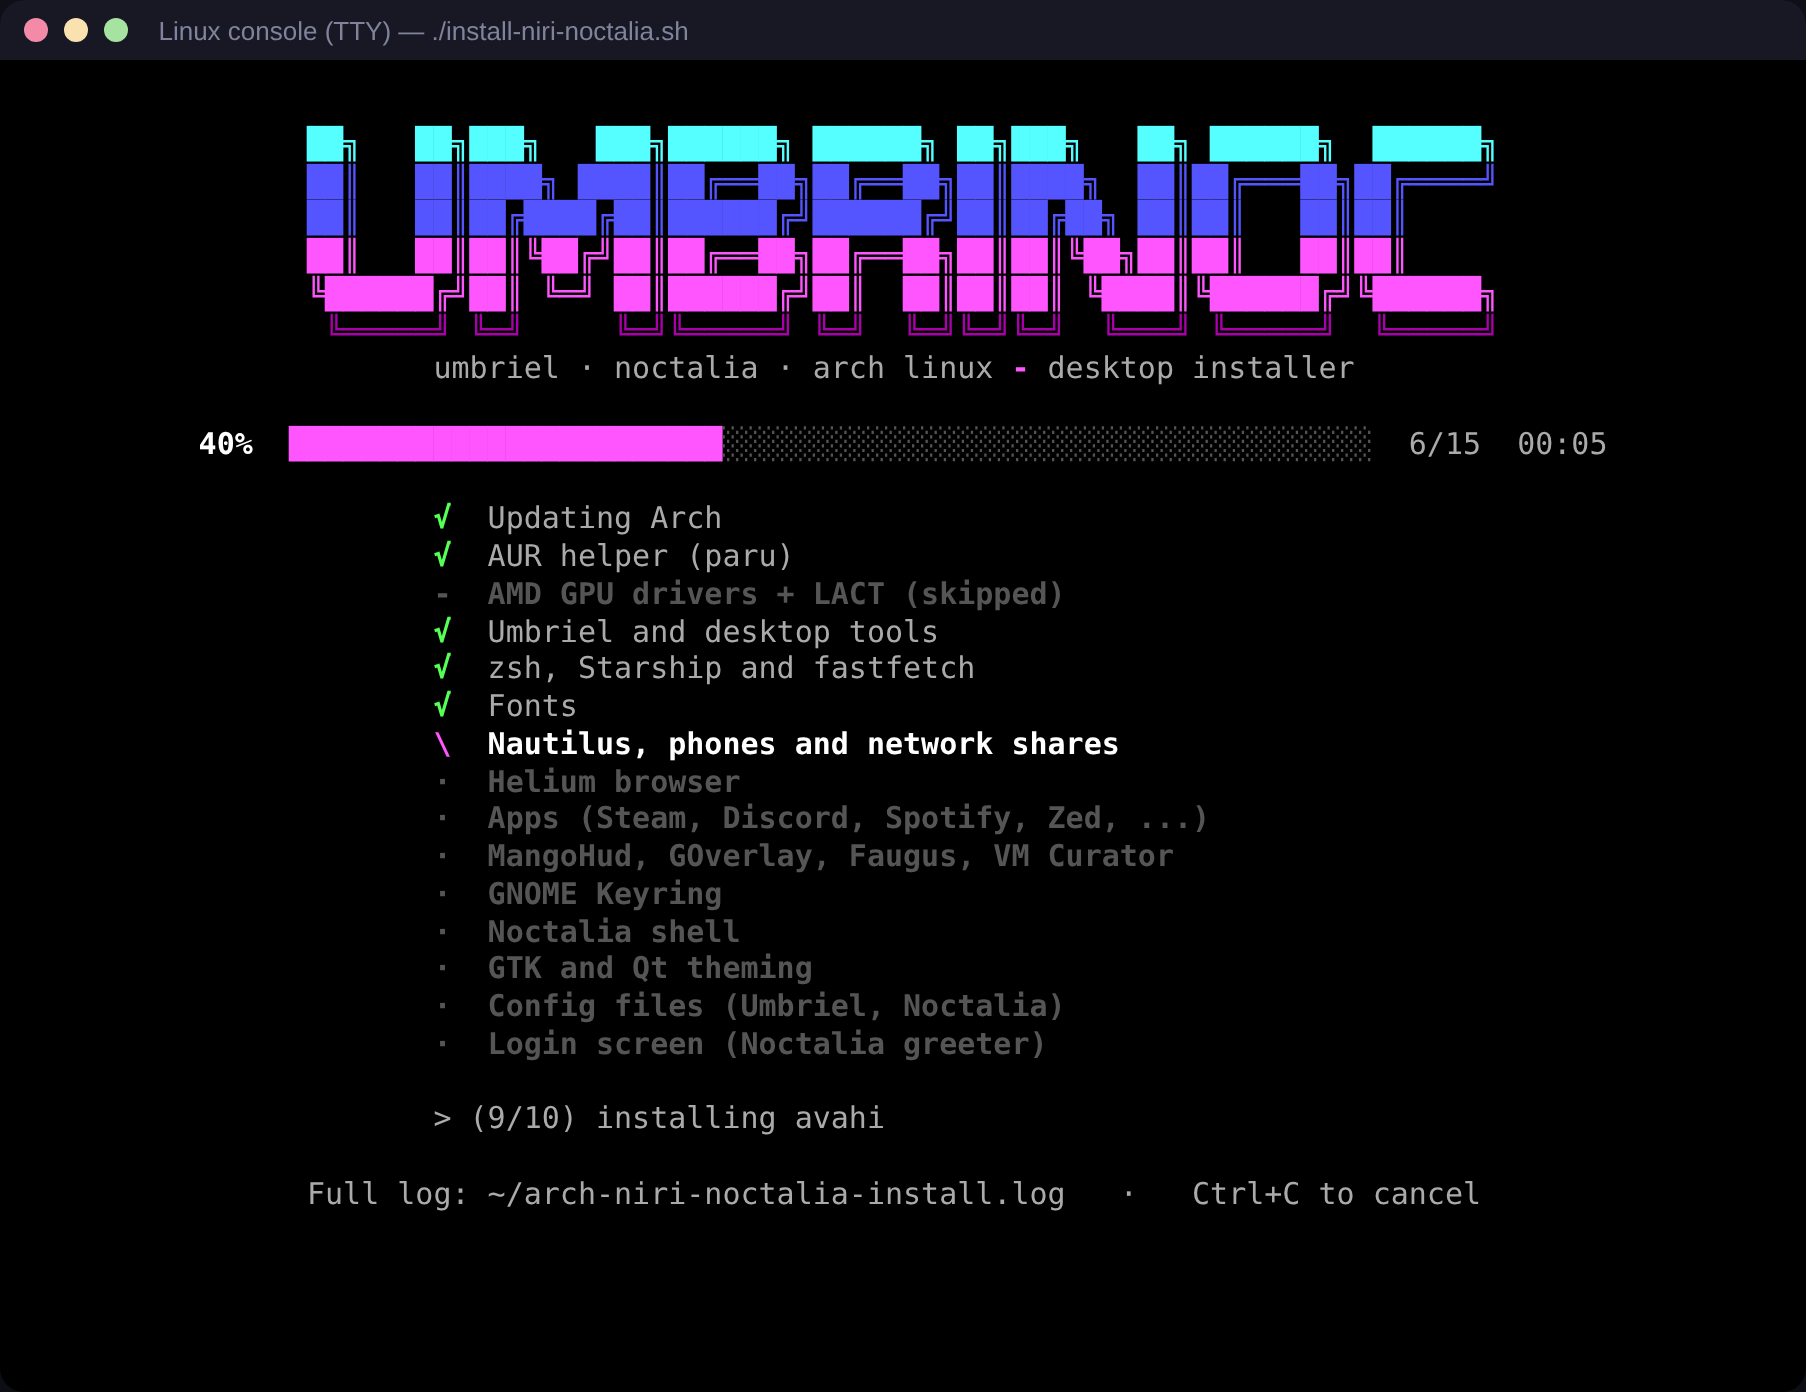 Linux console (TTY) — ./install-niri-noctalia.sh
UMBRINOC
umbriel · noctalia · arch linux - desktop installer
40% 6/15 00:05
√ Updating Arch
√ AUR helper (paru)
- AMD GPU drivers + LACT (skipped)
√ Umbriel and desktop tools
√ zsh, Starship and fastfetch
√ Fonts
\ Nautilus, phones and network shares
· Helium browser
· Apps (Steam, Discord, Spotify, Zed, ...)
· MangoHud, GOverlay, Faugus, VM Curator
· GNOME Keyring
· Noctalia shell
· GTK and Qt theming
· Config files (Umbriel, Noctalia)
· Login screen (Noctalia greeter)
> (9/10) installing avahi
Full log: ~/arch-niri-noctalia-install.log · Ctrl+C to cancel